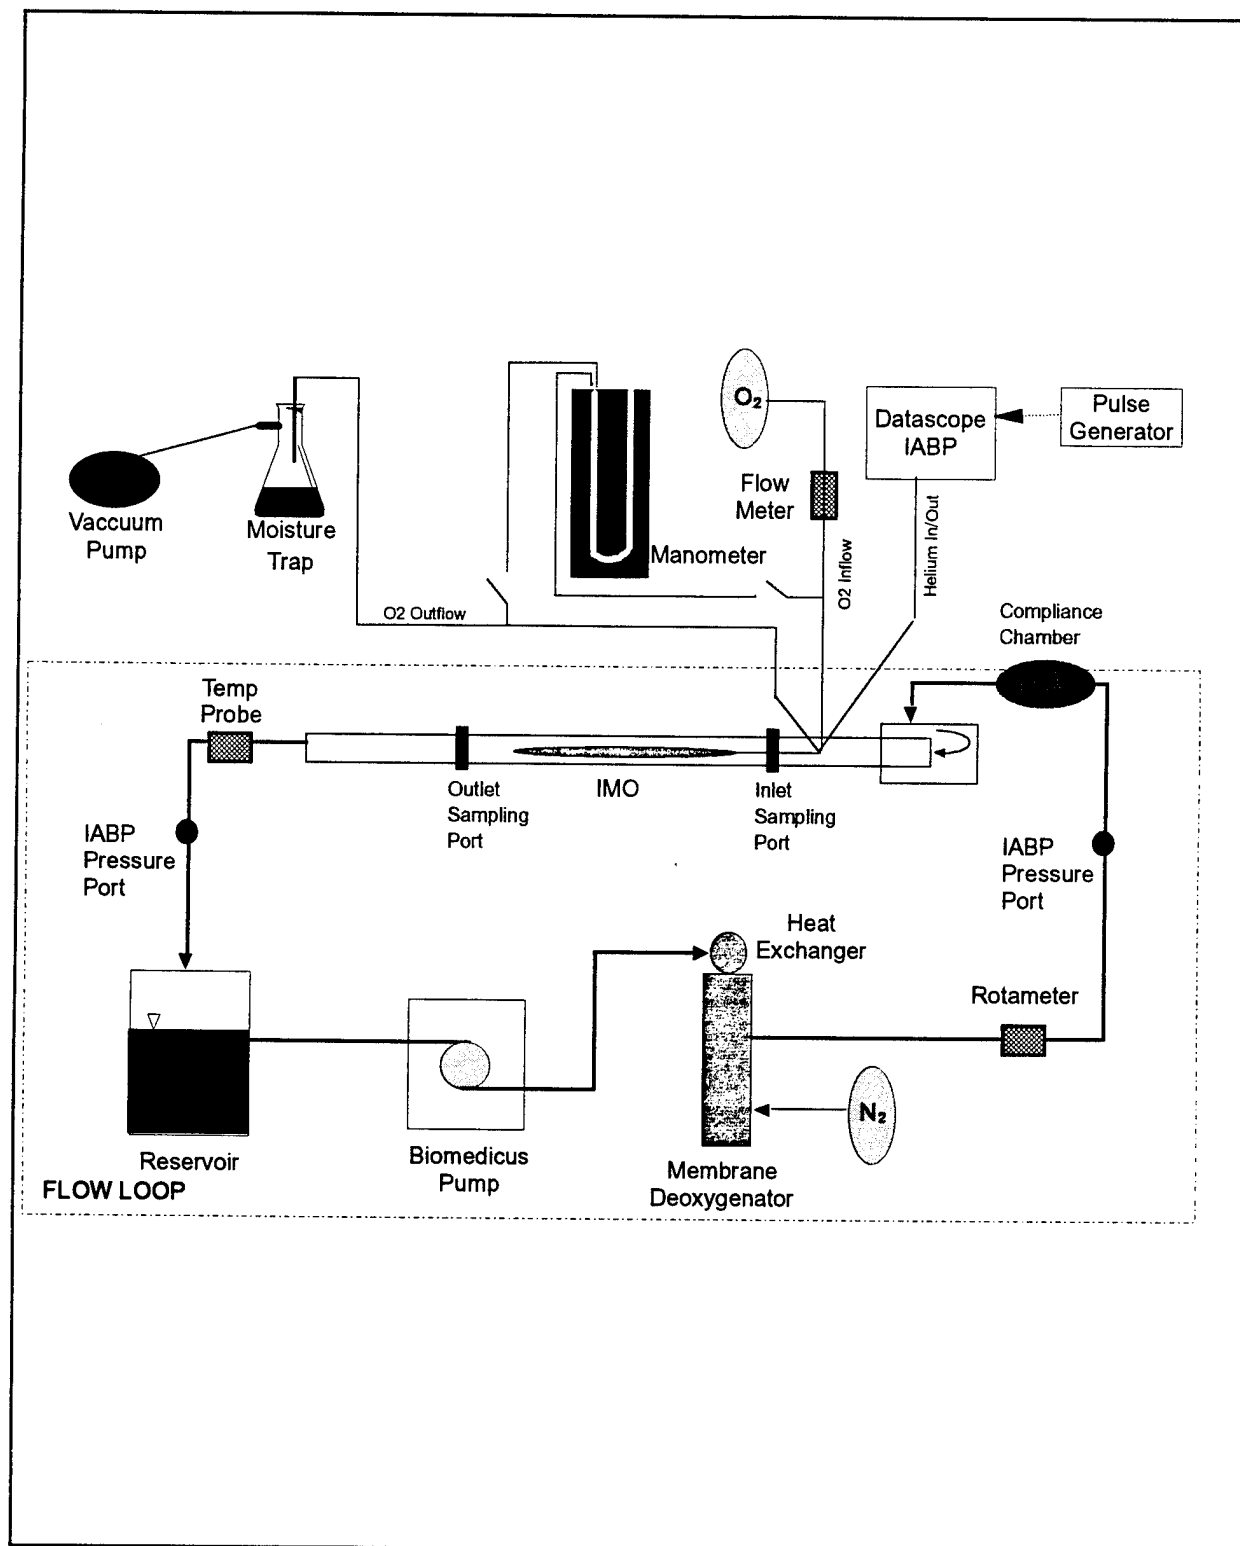 O₂
Datascope
IABP
Pulse
Generator
Flow
Meter
Vaccuum
Pump
Moisture
Trap
Manometer
O2 Inflow
Helium In/Out
O2 Outflow
Compliance
Chamber
Temp
Probe
Outlet
Sampling
Port
IMO
Inlet
Sampling
Port
IABP
Pressure
Port
IABP
Pressure
Port
Heat
Exchanger
Rotameter
N₂
Reservoir
Biomedicus
Pump
Membrane
Deoxygenator
FLOW LOOP